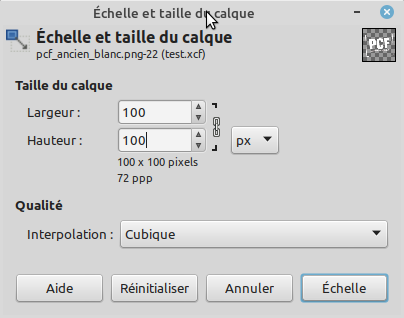 Échelle et taille du calque
Échelle et taille du calque
pcf_ancien_blanc.png-22 (test.xcf)
PCF
Taille du calque
Largeur : 100
Hauteur : 100 px
100 x 100 pixels
72 ppp
Qualité
Interpolation : Cubique
Aide Réinitialiser Annuler Échelle